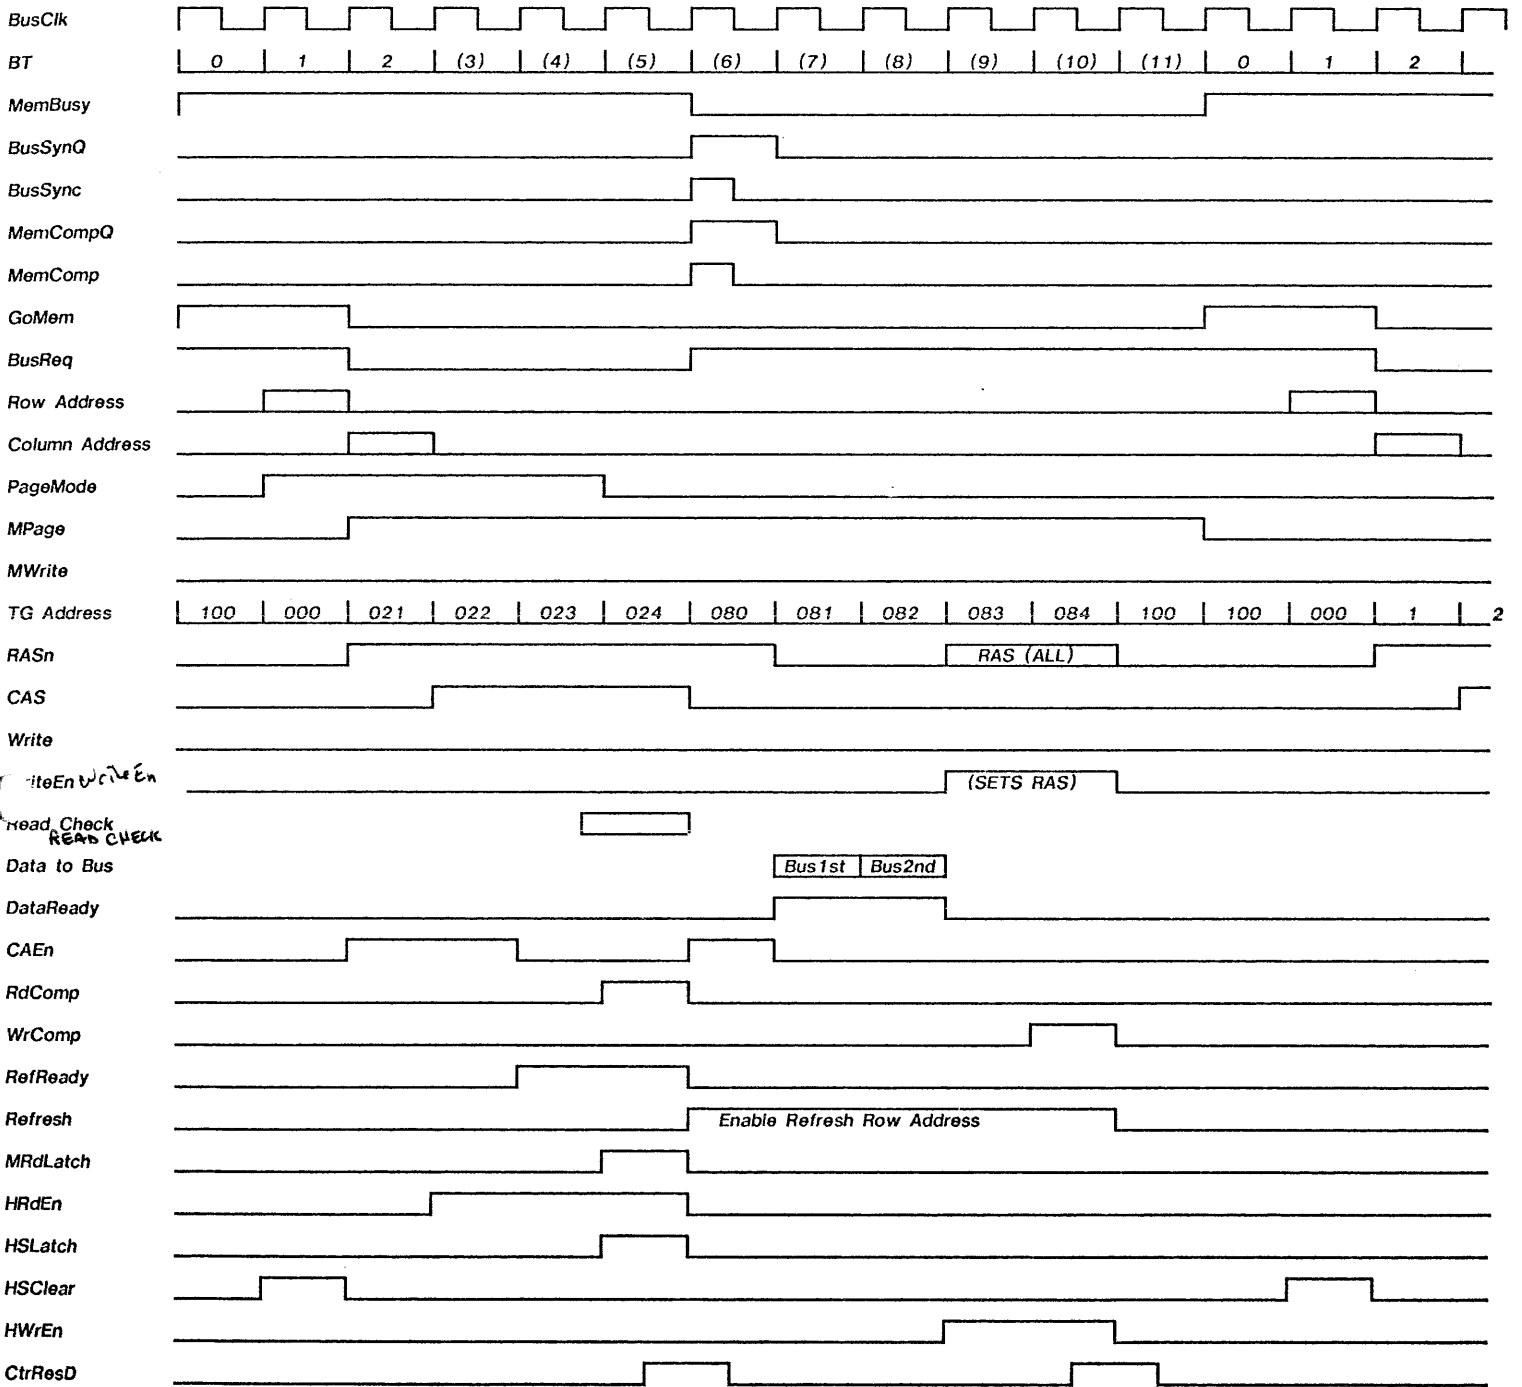 BusClk
BT 0 1 2 (3) (4) (5) (6) (7) (8) (9) (10) (11) 0 1 2
MemBusy
BusSynQ
BusSync
MemCompQ
MemComp
GoMem
BusReq
Row Address
Column Address
PageMode
MPage
MWrite
TG Address 100 000 021 022 023 024 080 081 082 083 084 100 100 000 1 2
RASn RAS (ALL)
CAS
Write
iteEn WriteEn (SETS RAS)
Read Check
READ CHECK
Data to Bus Bus1st Bus2nd
DataReady
CAEn
RdComp
WrComp
RefReady
Refresh Enable Refresh Row Address
MRdLatch
HRdEn
HSLatch
HSClear
HWrEn
CtrResD